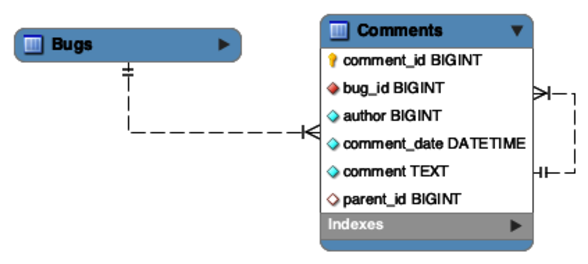 Bugs
Comments
comment_id BIGINT
bug_id BIGINT
author BIGINT
comment_date DATETIME
comment TEXT
parent_id BIGINT
Indexes